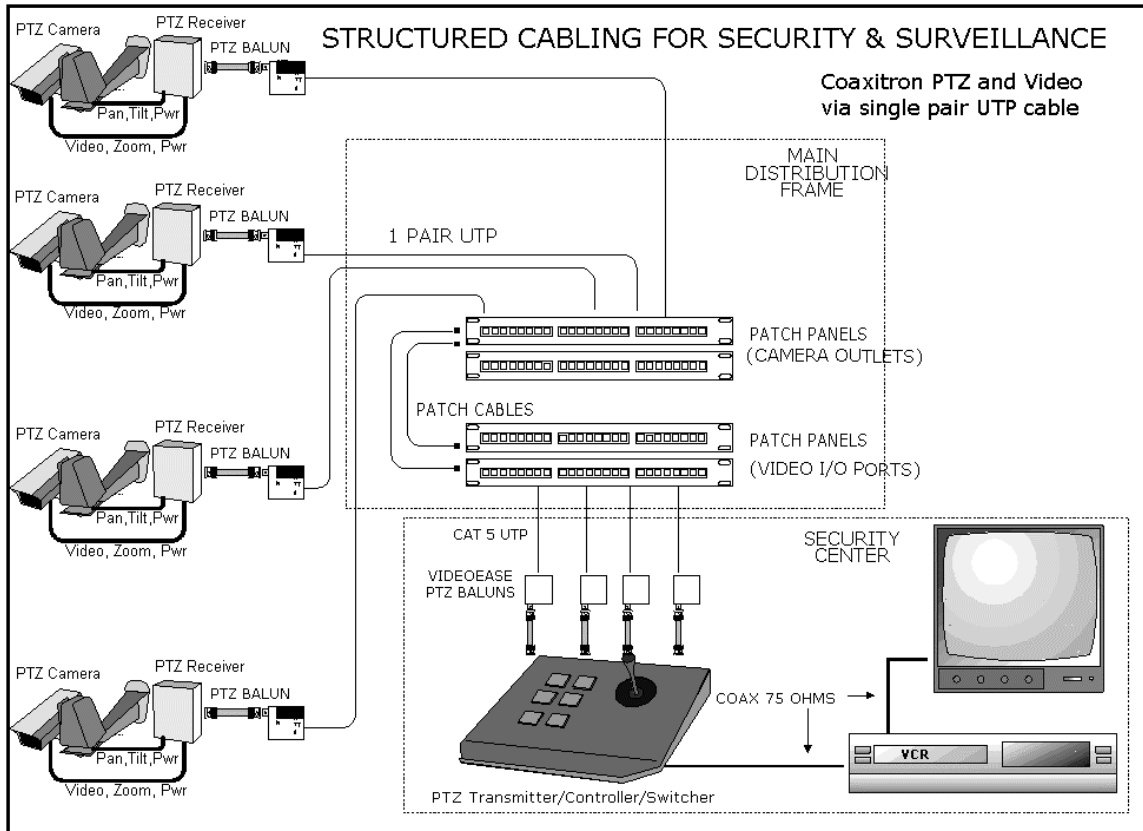 STRUCTURED CABLING FOR SECURITY & SURVEILLANCE
Coaxitron PTZ and Video
via single pair UTP cable
PTZ Camera
PTZ Receiver
PTZ BALUN
Pan,Tilt,Pwr
Video, Zoom, Pwr
PTZ Camera
PTZ Receiver
PTZ BALUN
Pan,Tilt,Pwr
Video, Zoom, Pwr
1 PAIR UTP
MAIN
DISTRIBUTION
FRAME
PATCH PANELS
(CAMERA OUTLETS)
PATCH CABLES
PATCH PANELS
(VIDEO I/O PORTS)
PTZ Camera
PTZ Receiver
PTZ BALUN
Pan,Tilt,Pwr
Video, Zoom, Pwr
CAT 5 UTP
SECURITY
CENTER
VIDEOEASE
PTZ BALUNS
PTZ Camera
PTZ Receiver
PTZ BALUN
Pan,Tilt,Pwr
Video, Zoom, Pwr
COAX 75 OHMS
VCR
PTZ Transmitter/Controller/Switcher